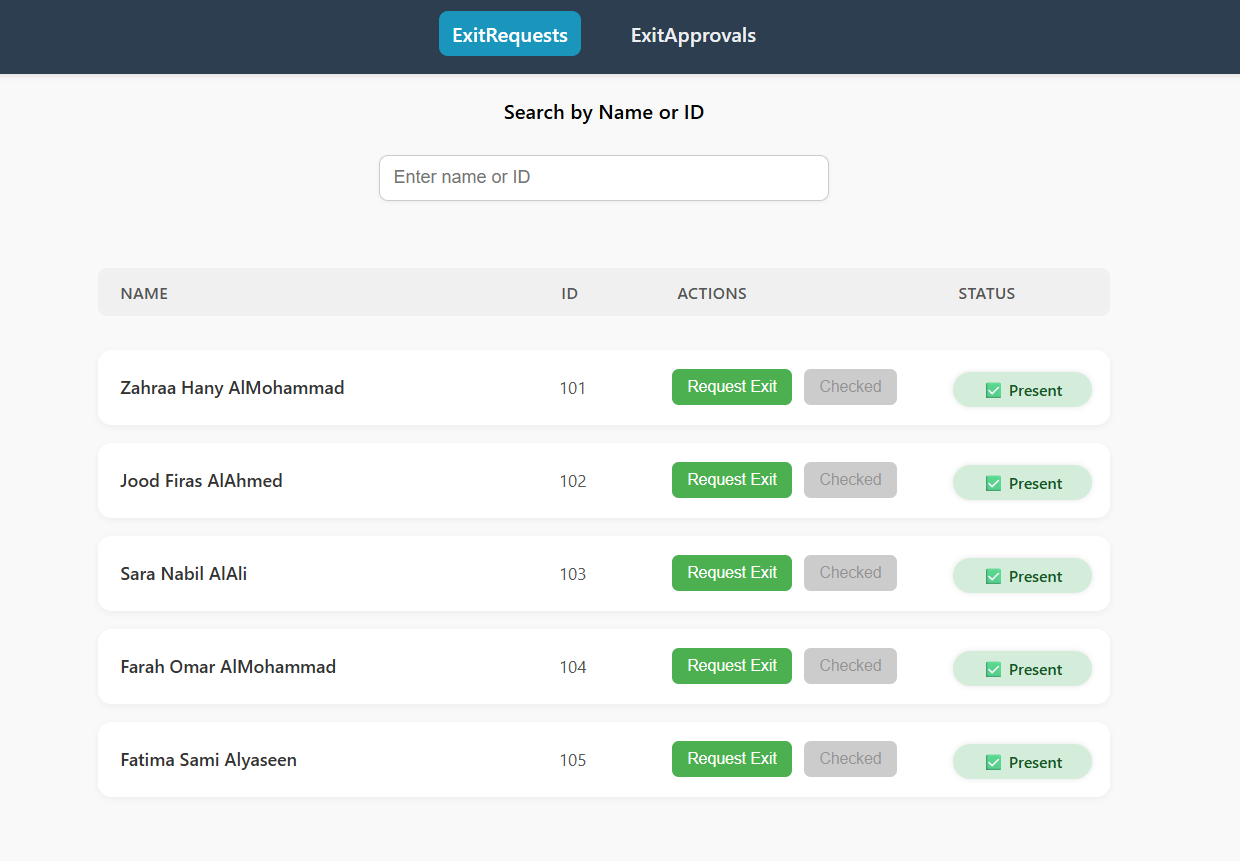 ExitRequests ExitApprovals
Search by Name or ID
Enter name or ID
NAME ID ACTIONS STATUS
Zahraa Hany AlMohammad 101 Request Exit Checked ✅ Present
Jood Firas AlAhmed 102 Request Exit Checked ✅ Present
Sara Nabil AlAli 103 Request Exit Checked ✅ Present
Farah Omar AlMohammad 104 Request Exit Checked ✅ Present
Fatima Sami Alyaseen 105 Request Exit Checked ✅ Present